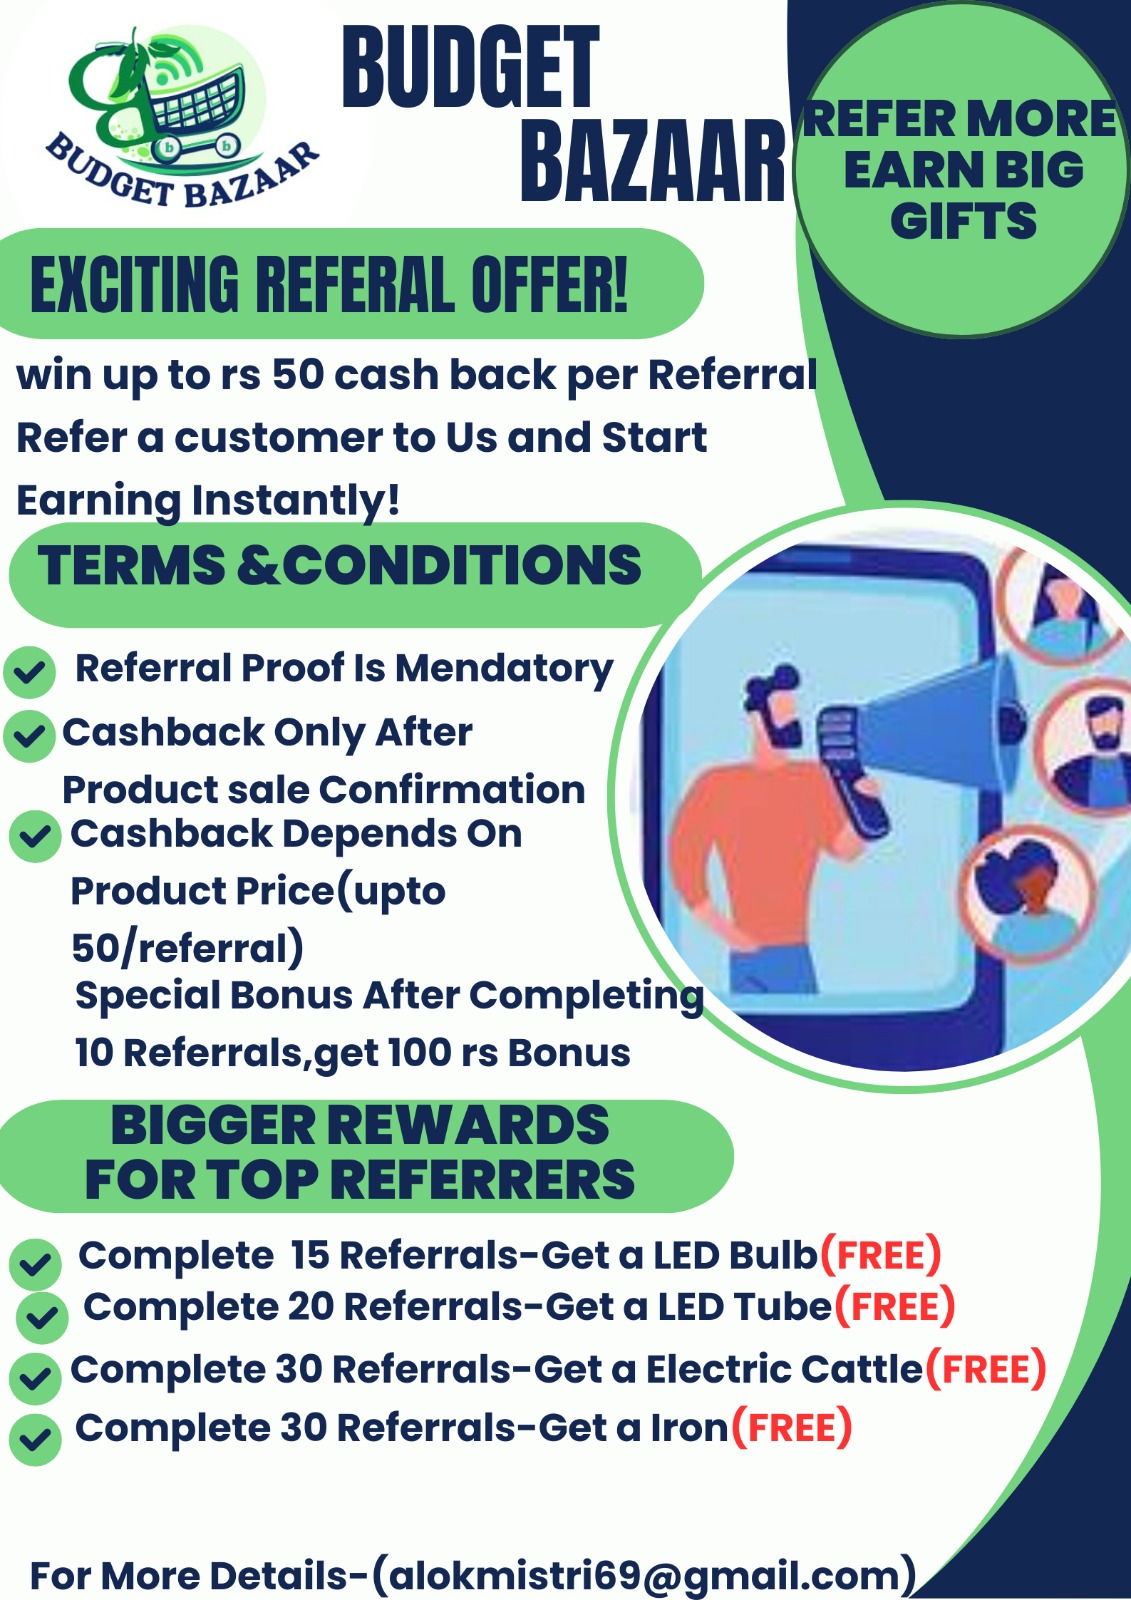 BUDGET BAZAAR
BUDGET
BAZAAR
REFER MORE
EARN BIG
GIFTS
EXCITING REFERAL OFFER!
win up to rs 50 cash back per Referral
Refer a customer to Us and Start
Earning Instantly!
TERMS &CONDITIONS
Referral Proof Is Mendatory
Cashback Only After
Product sale Confirmation
Cashback Depends On
Product Price(upto
50/referral)
Special Bonus After Completing
10 Referrals,get 100 rs Bonus
BIGGER REWARDS
FOR TOP REFERRERS
Complete 15 Referrals-Get a LED Bulb(FREE)
Complete 20 Referrals-Get a LED Tube(FREE)
Complete 30 Referrals-Get a Electric Cattle(FREE)
Complete 30 Referrals-Get a Iron(FREE)
For More Details-(alokmistri69@gmail.com)